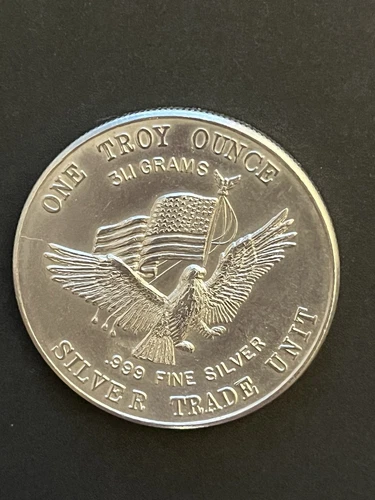 ONE TROY OUNCE
31.1 GRAMS
.999 FINE SILVER
SILVER TRADE UNIT